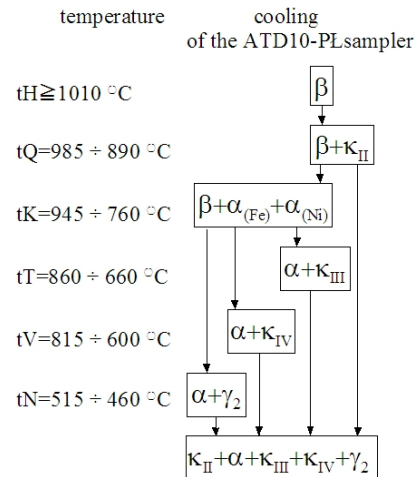 temperature cooling
of the ATD10-PŁsampler
tH≧1010 °C β
tQ=985 ÷ 890 °C β+κII
tK=945 ÷ 760 °C β+α(Fe)+α(Ni)
tT=860 ÷ 660 °C α+κIII
tV=815 ÷ 600 °C α+κIV
tN=515 ÷ 460 °C α+γ2
κII+α+κIII+κIV+γ2